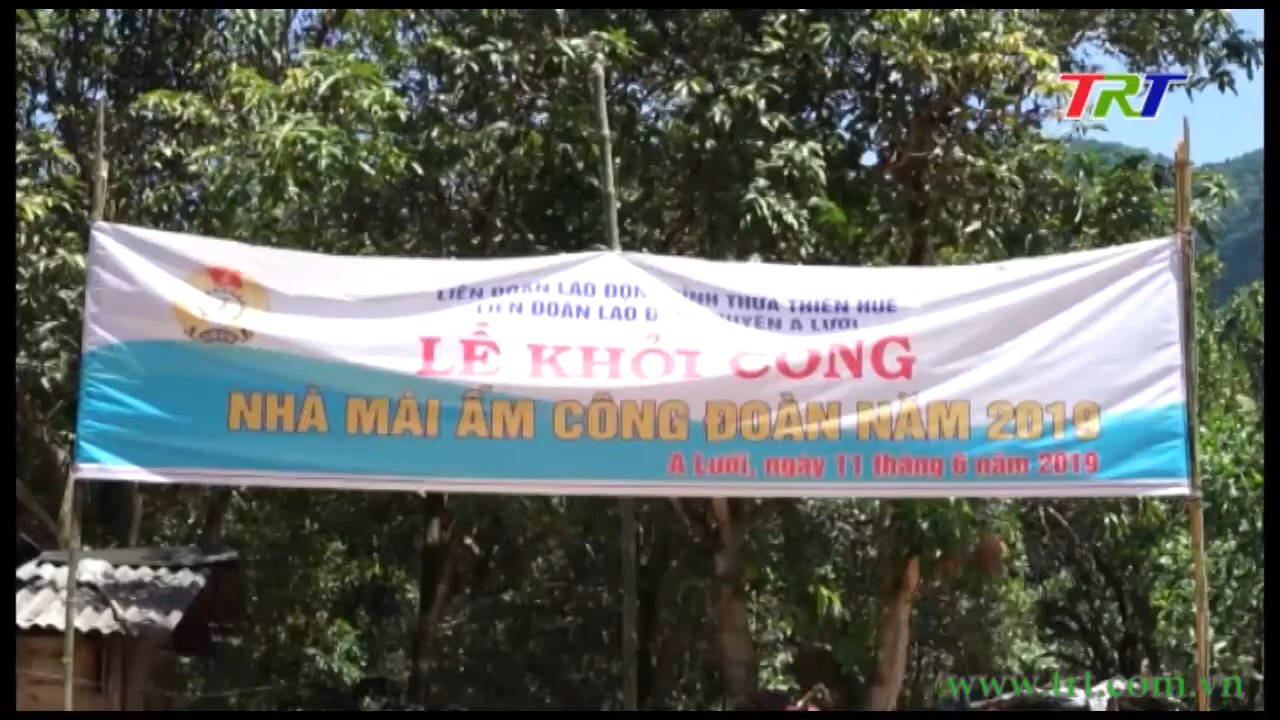 TRT
LIÊN ĐOÀN LAO ĐỘNG TỈNH THỪA THIÊN HUẾ
LIÊN ĐOÀN LAO ĐỘNG HUYỆN A LƯỚI
LỄ KHỞI CÔNG
NHÀ MÁI ẤM CÔNG ĐOÀN NĂM 2019
A Lưới, ngày 11 tháng 6 năm 2019
www.trt.com.vn